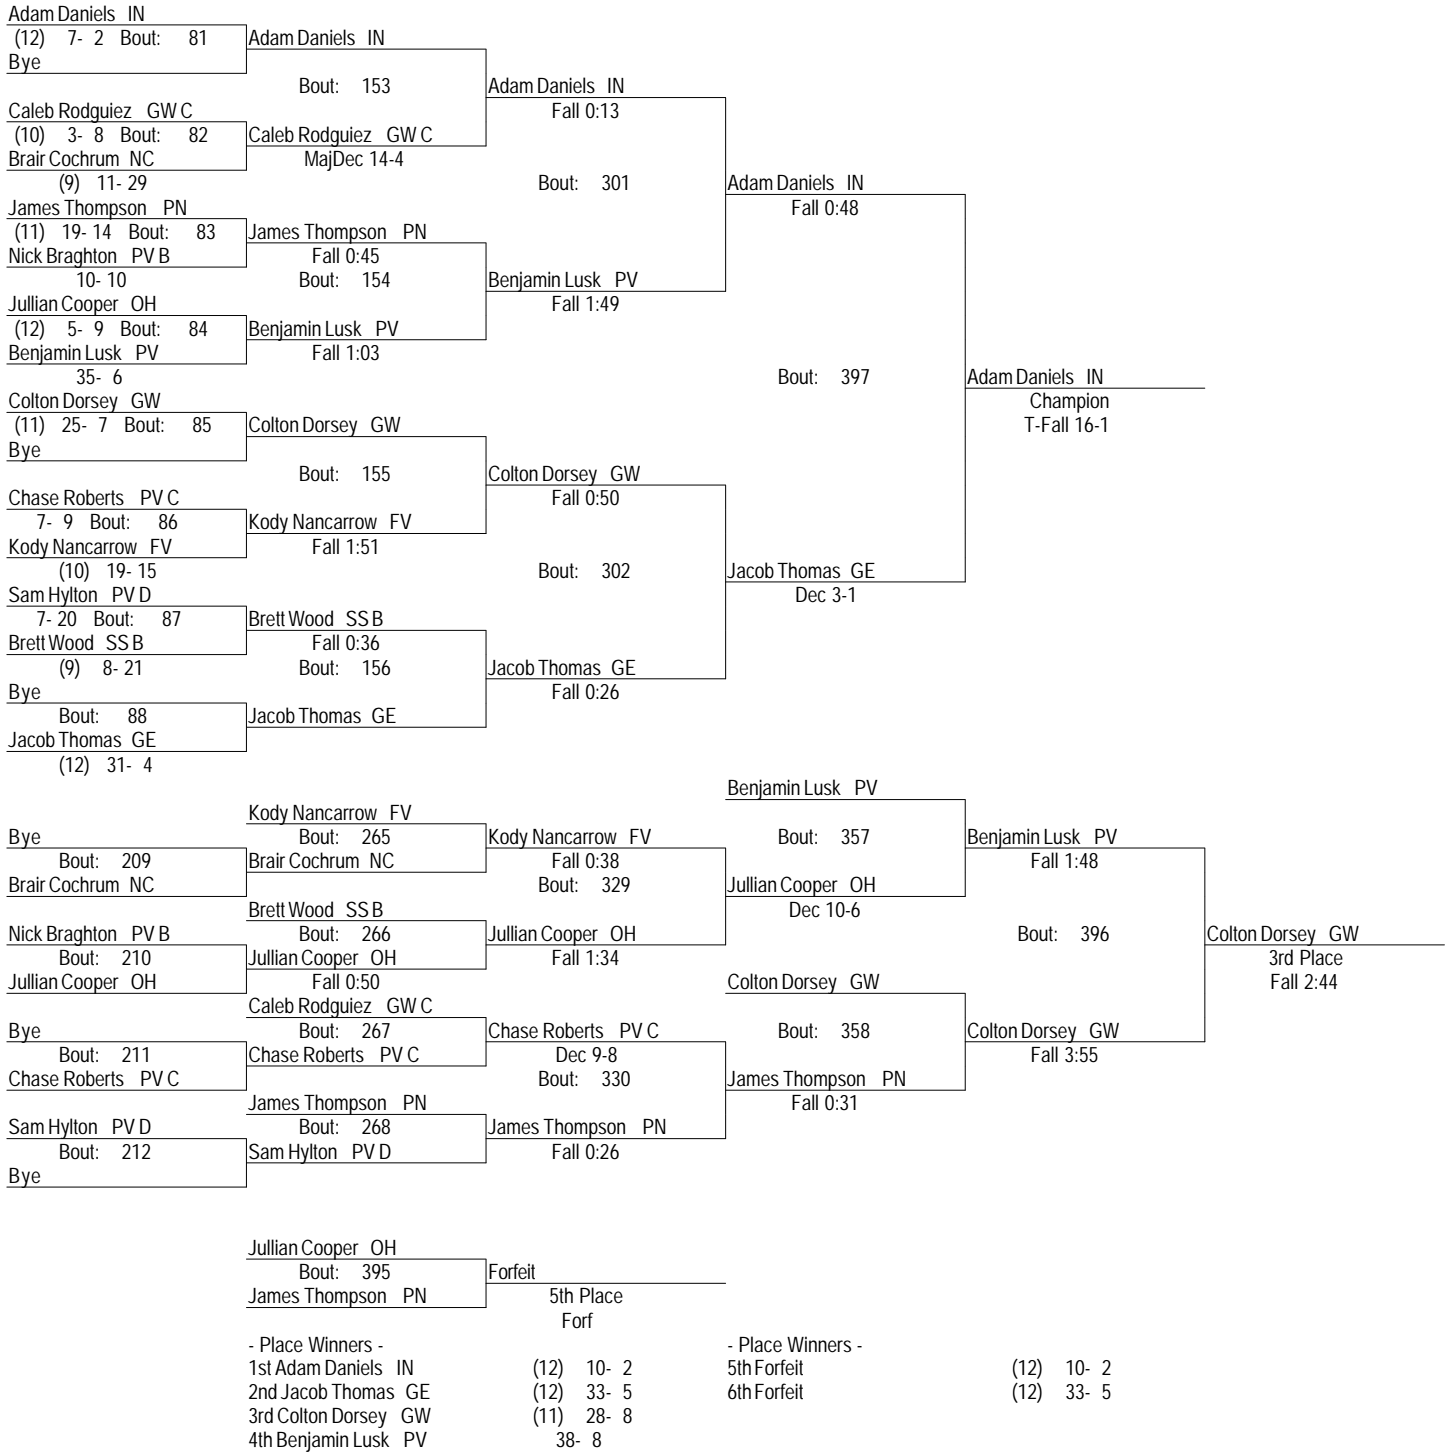 Adam Daniels IN
(12) 7- 2 Bout: 81
Adam Daniels IN
Bye
Bout: 153
Adam Daniels IN
Caleb Rodguiez GW C
Fall 0:13
(10) 3- 8 Bout: 82
Caleb Rodguiez GW C
Brair Cochrum NC
MajDec 14-4
(9) 11- 29
Bout: 301
Adam Daniels IN
James Thompson PN
Fall 0:48
(11) 19- 14 Bout: 83
James Thompson PN
Nick Braghton PV B
Fall 0:45
10- 10
Bout: 154
Benjamin Lusk PV
Jullian Cooper OH
Fall 1:49
(12) 5- 9 Bout: 84
Benjamin Lusk PV
Benjamin Lusk PV
Fall 1:03
35- 6
Bout: 397
Adam Daniels IN
Colton Dorsey GW
Champion
(11) 25- 7 Bout: 85
Colton Dorsey GW
T-Fall 16-1
Bye
Bout: 155
Colton Dorsey GW
Chase Roberts PV C
Fall 0:50
7- 9 Bout: 86
Kody Nancarrow FV
Kody Nancarrow FV
Fall 1:51
(10) 19- 15
Bout: 302
Jacob Thomas GE
Sam Hylton PV D
Dec 3-1
7- 20 Bout: 87
Brett Wood SS B
Brett Wood SS B
Fall 0:36
(9) 8- 21
Bout: 156
Jacob Thomas GE
Bye
Fall 0:26
Bout: 88
Jacob Thomas GE
Jacob Thomas GE
(12) 31- 4
Benjamin Lusk PV
Kody Nancarrow FV
Bye
Bout: 265
Kody Nancarrow FV
Bout: 357
Benjamin Lusk PV
Bout: 209
Brair Cochrum NC
Fall 0:38
Fall 1:48
Brair Cochrum NC
Bout: 329
Jullian Cooper OH
Brett Wood SS B
Dec 10-6
Nick Braghton PV B
Bout: 266
Jullian Cooper OH
Bout: 396
Colton Dorsey GW
Bout: 210
Jullian Cooper OH
Fall 1:34
3rd Place
Jullian Cooper OH
Fall 0:50
Colton Dorsey GW
Fall 2:44
Caleb Rodguiez GW C
Bye
Bout: 267
Chase Roberts PV C
Bout: 358
Colton Dorsey GW
Bout: 211
Chase Roberts PV C
Dec 9-8
Fall 3:55
Chase Roberts PV C
Bout: 330
James Thompson PN
James Thompson PN
Fall 0:31
Sam Hylton PV D
Bout: 268
James Thompson PN
Bout: 212
Sam Hylton PV D
Fall 0:26
Bye
Jullian Cooper OH
Bout: 395
Forfeit
James Thompson PN
5th Place
Forf
- Place Winners -
- Place Winners -
1st Adam Daniels IN (12) 10- 2
5th Forfeit (12) 10- 2
2nd Jacob Thomas GE (12) 33- 5
6th Forfeit (12) 33- 5
3rd Colton Dorsey GW (11) 28- 8
4th Benjamin Lusk PV 38- 8